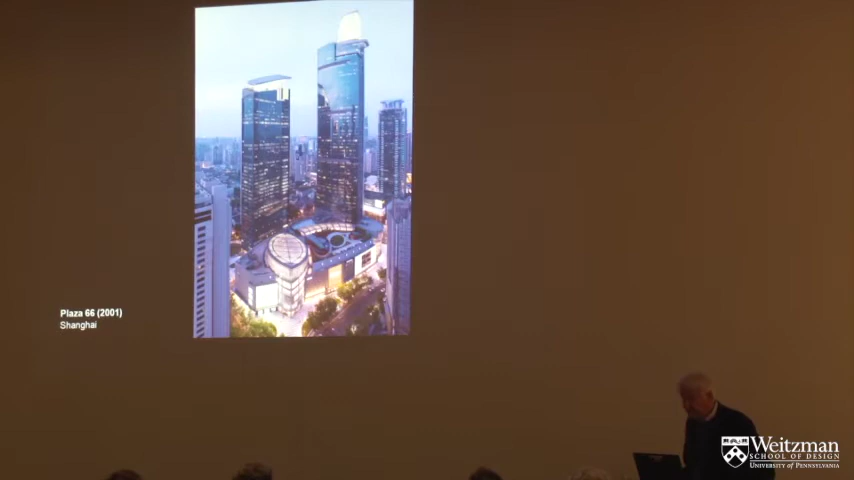 Plaza 66 (2001)
Shanghai
Weitzman
SCHOOL OF DESIGN
UNIVERSITY OF PENNSYLVANIA